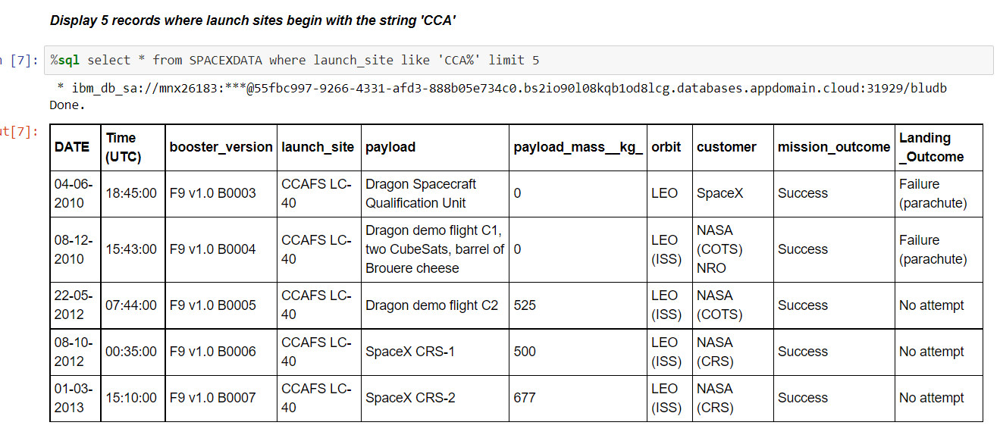 Display 5 records where launch sites begin with the string 'CCA'
[7]: %sql select * from SPACEXDATA where launch_site like 'CCA%' limit 5
* ibm_db_sa://mnx26183:***@55fbc997-9266-4331-afd3-888b05e734c0.bs2io90l08kqb1od8lcg.databases.appdomain.cloud:31929/bludb
Done.
ut[7]:
DATE Time (UTC) booster_version launch_site payload payload_mass__kg_ orbit customer mission_outcome Landing _Outcome
04-06-2010 18:45:00 F9 v1.0 B0003 CCAFS LC-40 Dragon Spacecraft Qualification Unit 0 LEO SpaceX Success Failure (parachute)
08-12-2010 15:43:00 F9 v1.0 B0004 CCAFS LC-40 Dragon demo flight C1, two CubeSats, barrel of Brouere cheese 0 LEO (ISS) NASA (COTS) NRO Success Failure (parachute)
22-05-2012 07:44:00 F9 v1.0 B0005 CCAFS LC-40 Dragon demo flight C2 525 LEO (ISS) NASA (COTS) Success No attempt
08-10-2012 00:35:00 F9 v1.0 B0006 CCAFS LC-40 SpaceX CRS-1 500 LEO (ISS) NASA (CRS) Success No attempt
01-03-2013 15:10:00 F9 v1.0 B0007 CCAFS LC-40 SpaceX CRS-2 677 LEO (ISS) NASA (CRS) Success No attempt